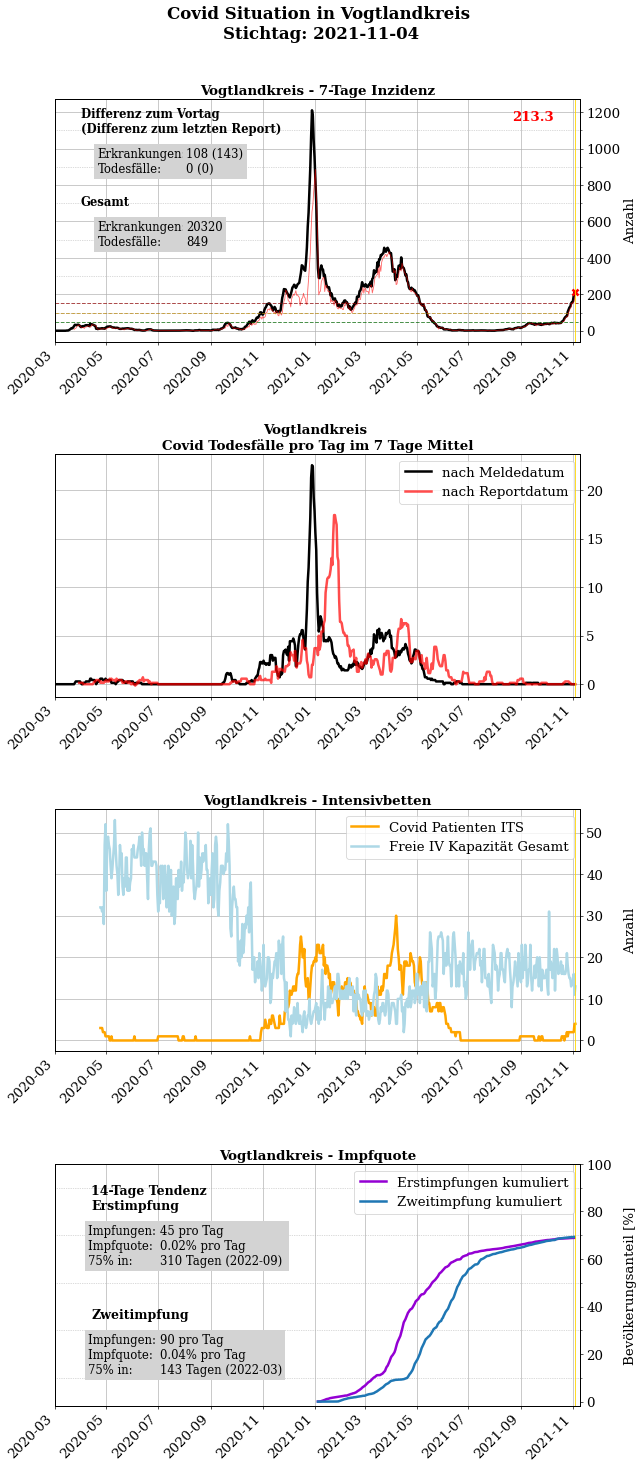 Covid Situation in Vogtlandkreis
Stichtag: 2021-11-04
Vogtlandkreis - 7-Tage Inzidenz
Differenz zum Vortag
(Differenz zum letzten Report)
Erkrankungen 108 (143)
Todesfälle: 0 (0)
Gesamt
Erkrankungen 20320
Todesfälle: 849
213.3
1200
1000
800
600
400
200
0
Anzahl
2020-03 2020-05 2020-07 2020-09 2020-11 2021-01 2021-03 2021-05 2021-07 2021-09 2021-11
Vogtlandkreis
Covid Todesfälle pro Tag im 7 Tage Mittel
nach Meldedatum
nach Reportdatum
20
15
10
5
0
2020-03 2020-05 2020-07 2020-09 2020-11 2021-01 2021-03 2021-05 2021-07 2021-09 2021-11
Vogtlandkreis - Intensivbetten
Covid Patienten ITS
Freie IV Kapazität Gesamt
50
40
30
20
10
0
Anzahl
2020-03 2020-05 2020-07 2020-09 2020-11 2021-01 2021-03 2021-05 2021-07 2021-09 2021-11
Vogtlandkreis - Impfquote
14-Tage Tendenz
Erstimpfung
Impfungen: 45 pro Tag
Impfquote: 0.02% pro Tag
75% in: 310 Tagen (2022-09)
Zweitimpfung
Impfungen: 90 pro Tag
Impfquote: 0.04% pro Tag
75% in: 143 Tagen (2022-03)
Erstimpfungen kumuliert
Zweitimpfung kumuliert
100
80
60
40
20
0
Bevölkerungsanteil [%]
2020-03 2020-05 2020-07 2020-09 2020-11 2021-01 2021-03 2021-05 2021-07 2021-09 2021-11